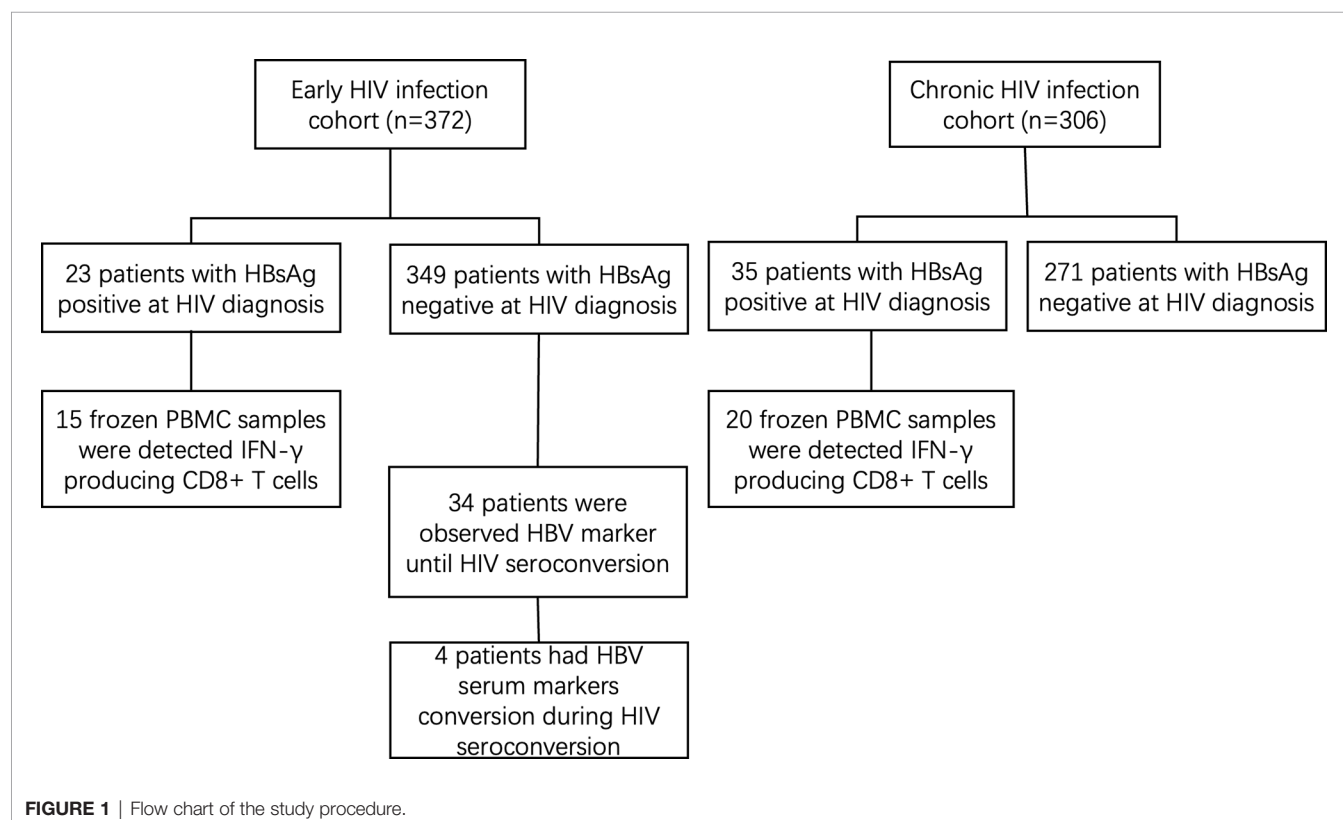 Early HIV infection
cohort (n=372)
Chronic HIV infection
cohort (n=306)
23 patients with HBsAg
positive at HIV diagnosis
349 patients with HBsAg
negative at HIV diagnosis
35 patients with HBsAg
positive at HIV diagnosis
271 patients with HBsAg
negative at HIV diagnosis
15 frozen PBMC samples
were detected IFN-γ
producing CD8+ T cells
20 frozen PBMC samples
were detected IFN-γ
producing CD8+ T cells
34 patients were
observed HBV marker
until HIV seroconversion
4 patients had HBV
serum markers
conversion during HIV
seroconversion
FIGURE 1 | Flow chart of the study procedure.